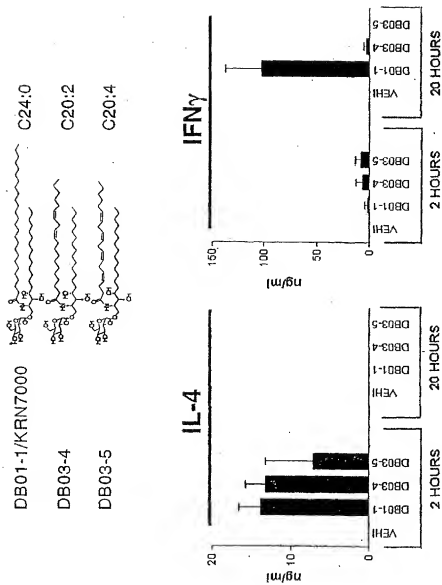 DB01-1/KRN7000 C24:0
DB03-4 C20:2
DB03-5 C20:4
IL-4
ng/ml
20
10
0
VEHI
DB01-1
DB03-4
DB03-5
VEHI
DB01-1
DB03-4
DB03-5
2 HOURS
20 HOURS
IFNγ
ng/ml
150
100
50
0
VEHI
DB01-1
DB03-4
DB03-5
VEHI
DB01-1
DB03-4
DB03-5
2 HOURS
20 HOURS